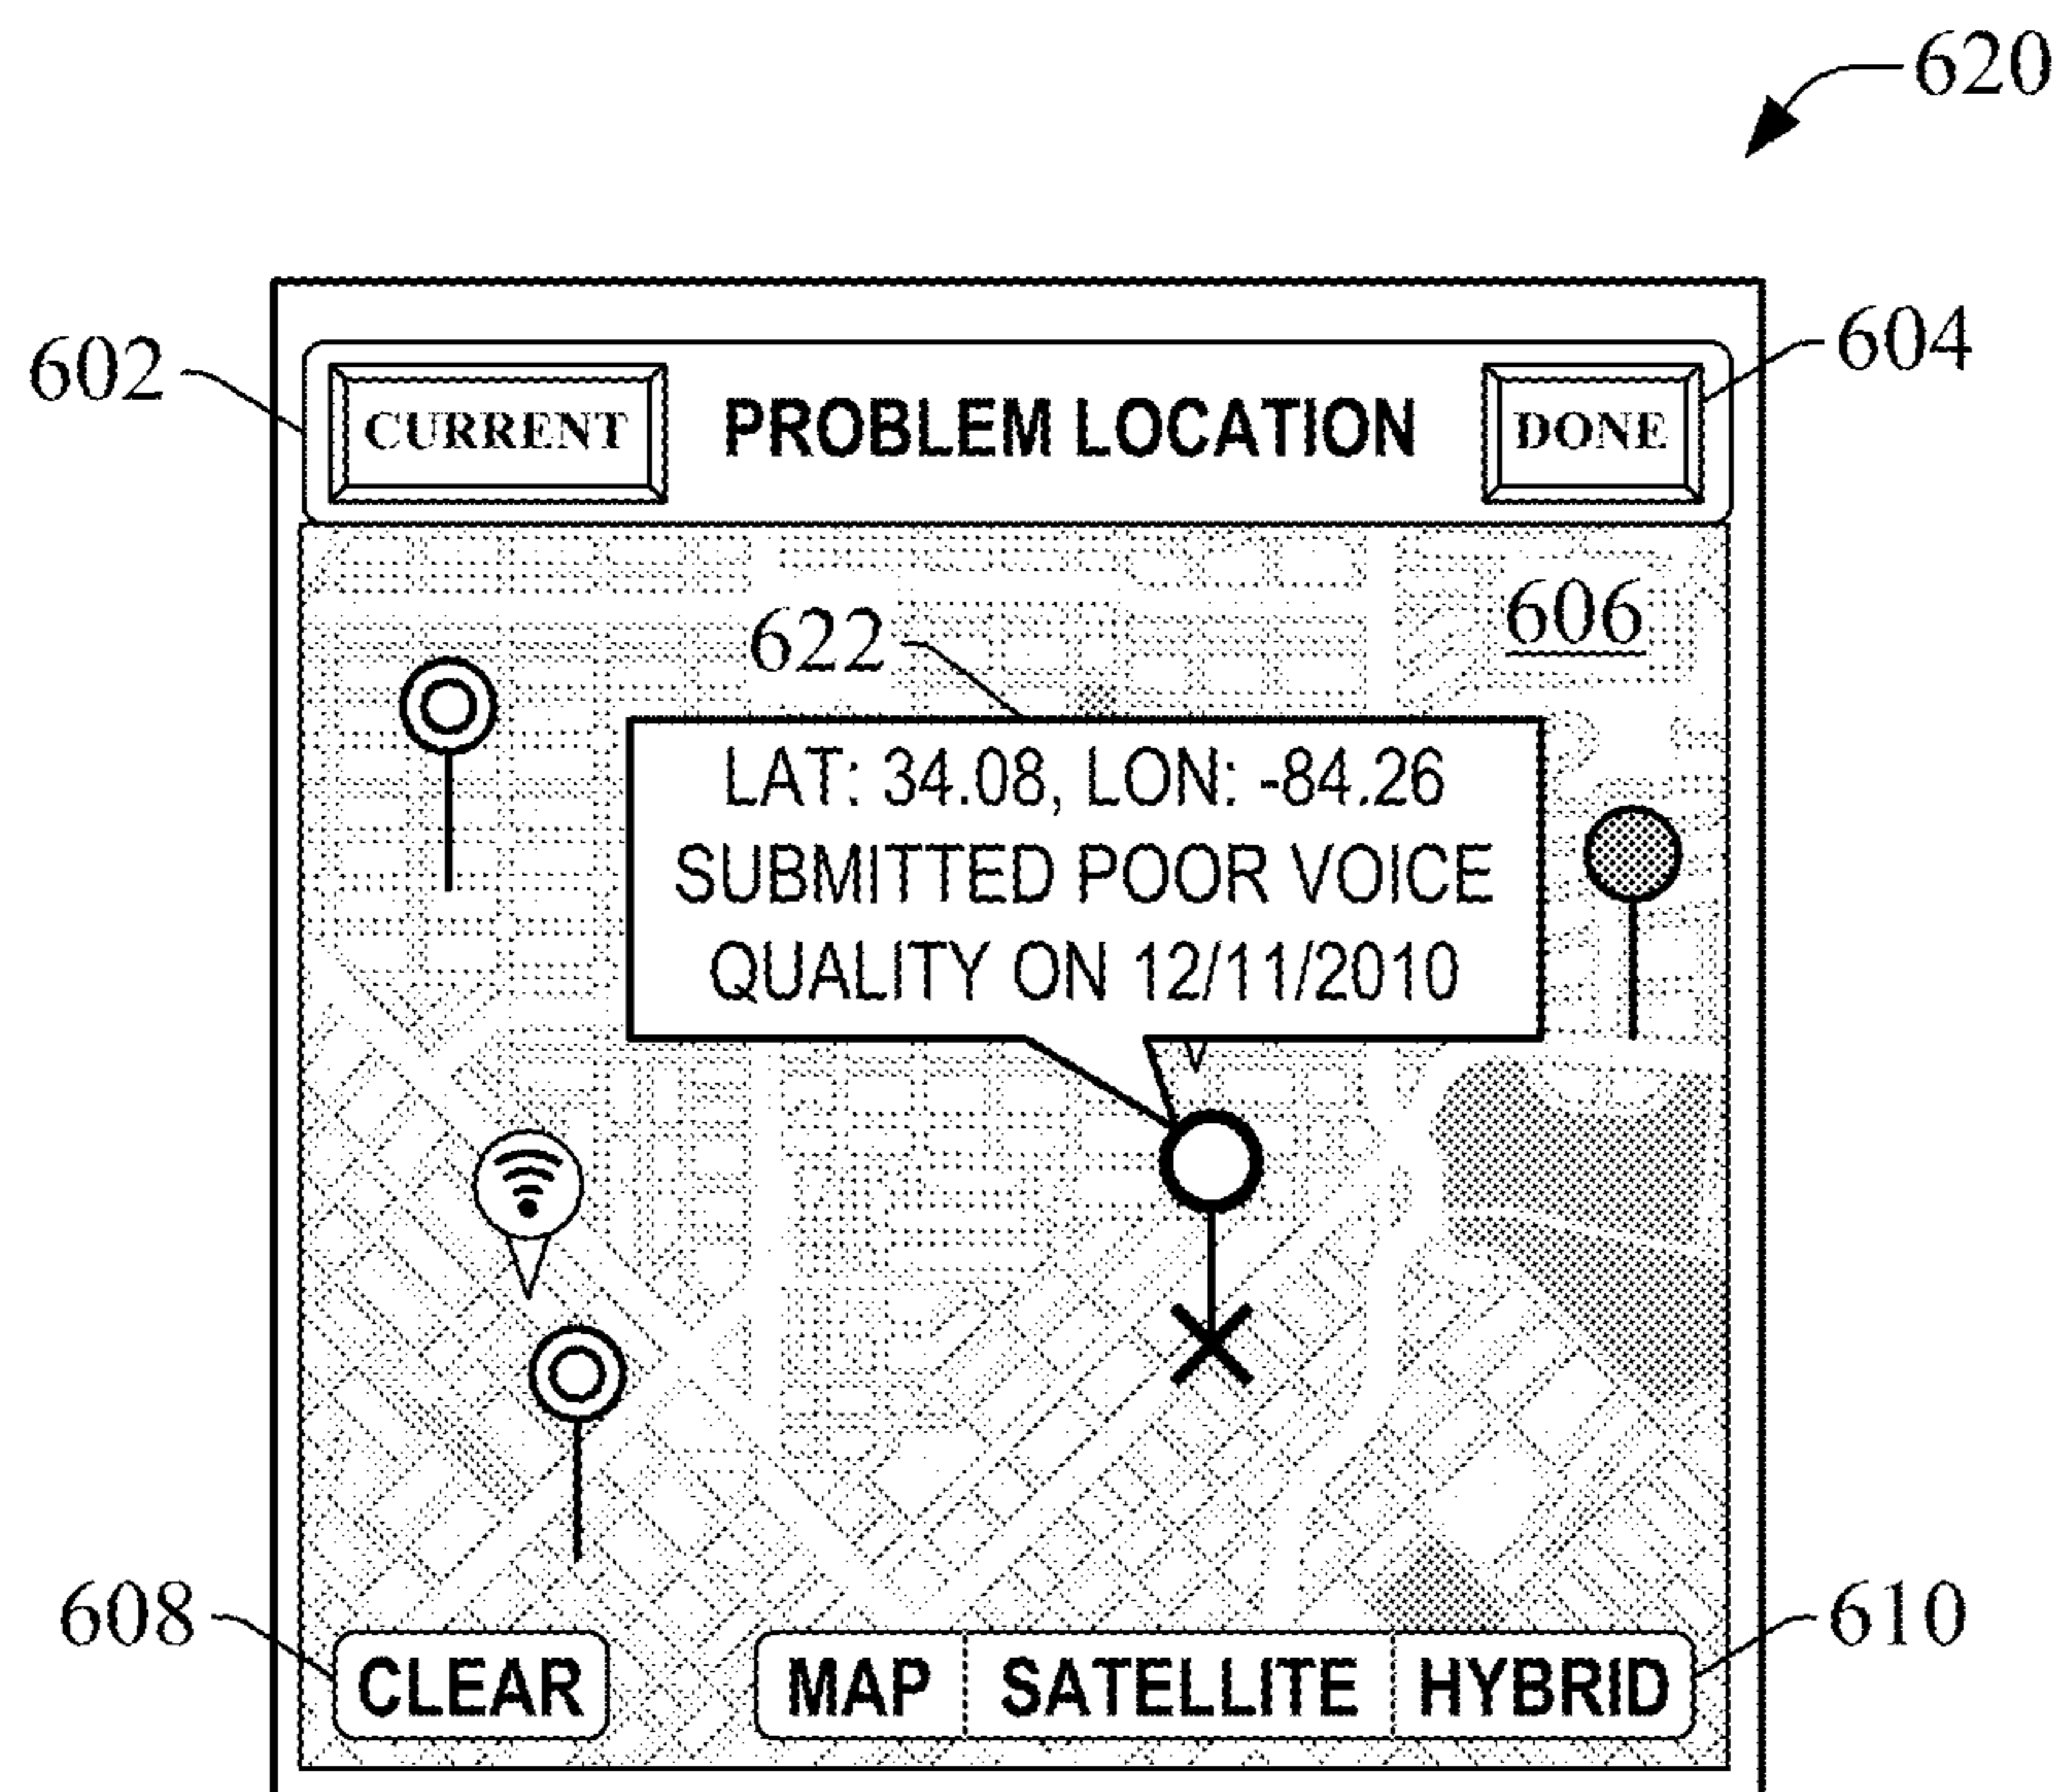 620
602
604
CURRENT PROBLEM LOCATION DONE
606
622
LAT: 34.08, LON: -84.26
SUBMITTED POOR VOICE
QUALITY ON 12/11/2010
608
610
CLEAR MAP SATELLITE HYBRID